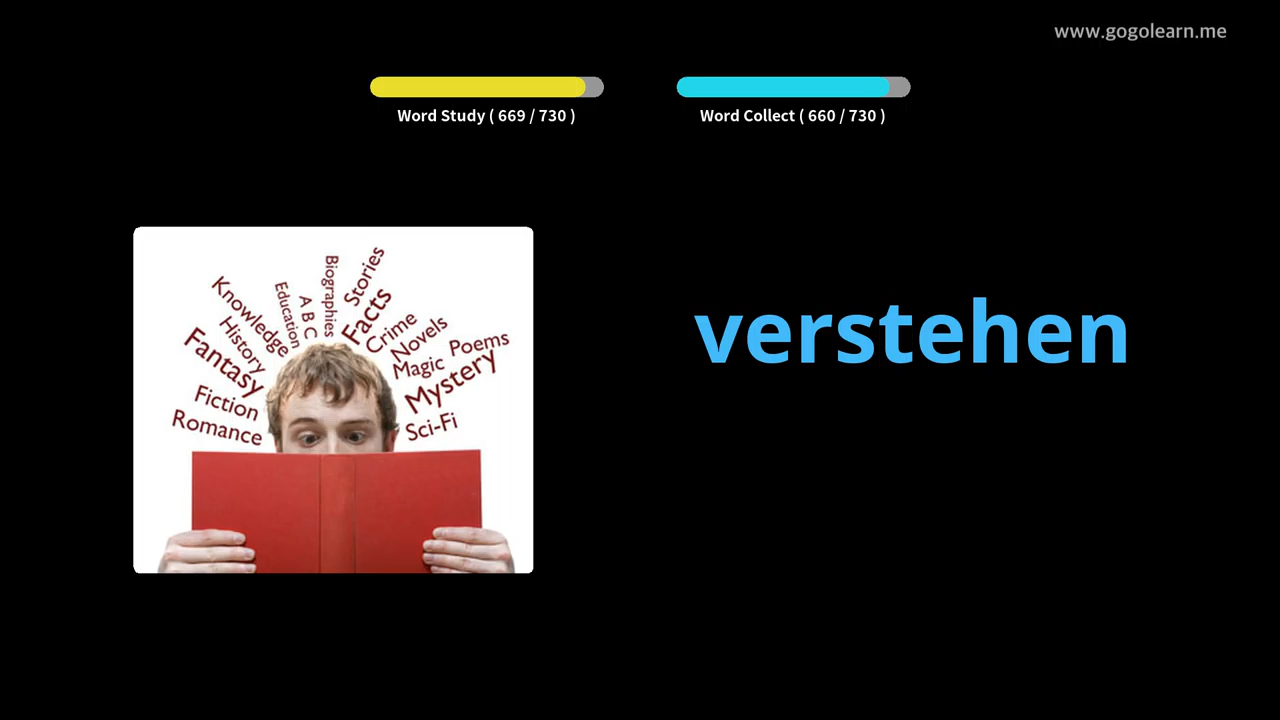 www.gogolearn.me
Word Study ( 669 / 730 )
Word Collect ( 660 / 730 )
verstehen
Romance
Fiction
Fantasy
History
Knowledge
Education
A B C
Biographies
Stories
Facts
Crime
Novels
Magic
Poems
Mystery
Sci-Fi